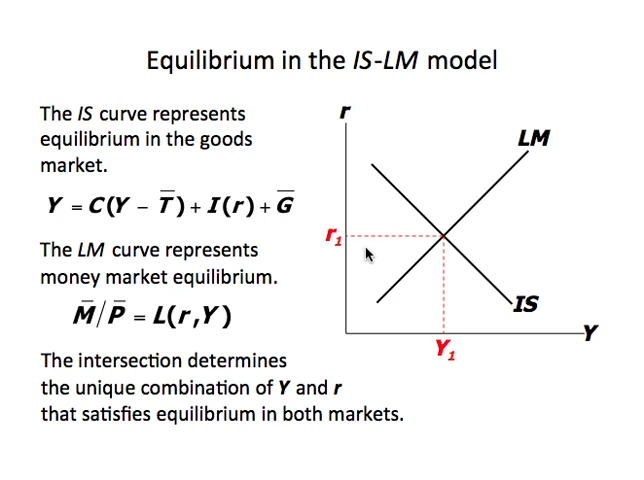 Equilibrium in the IS-LM model
The IS curve represents
equilibrium in the goods
market.
Y = C(Y − T̅) + I(r) + G̅
The LM curve represents
money market equilibrium.
M̅/P̅ = L(r,Y)
The intersection determines
the unique combination of Y and r
that satisfies equilibrium in both markets.
r
LM
r₁
IS
Y
Y₁